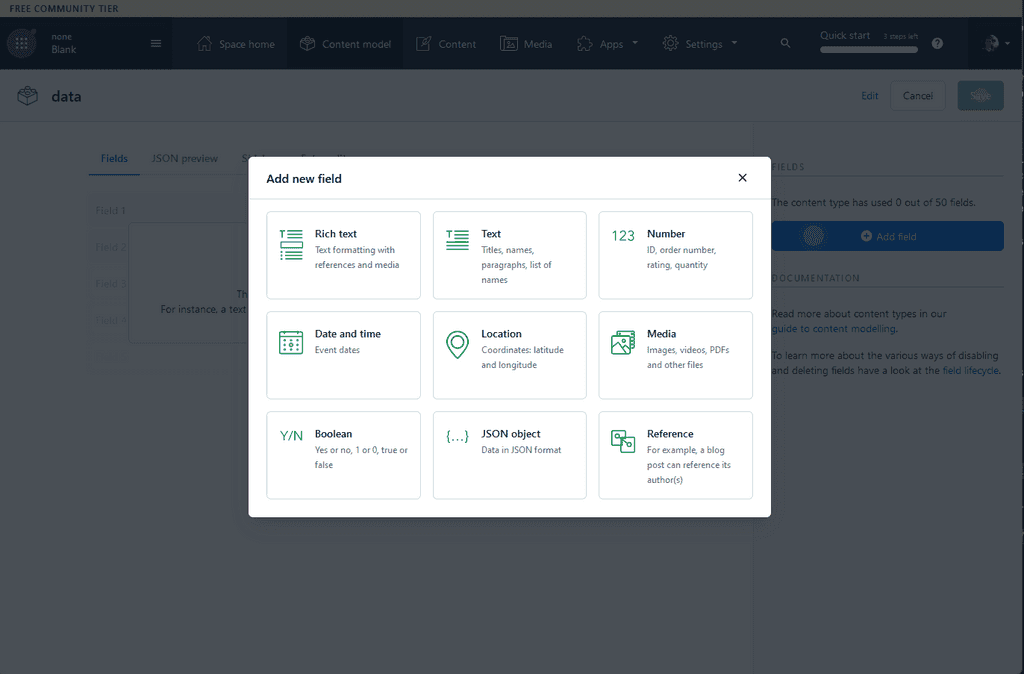 FREE COMMUNITY TIER
none
Blank
Space home
Content model
Content
Media
Apps
Settings
Quick start
3 steps left
?
data
Edit
Cancel
Fields
JSON preview
FIELDS
The content type has used 0 out of 50 fields.
Add field
DOCUMENTATION
Read more about content types in our
guide to content modelling.
To learn more about the various ways of disabling
and deleting fields have a look at the field lifecycle.
Field 1
Field 2
Field 3
Field 4
Th
For instance, a text
Add new field
Rich text
Text formatting with
references and media
Text
Titles, names,
paragraphs, list of
names
123
Number
ID, order number,
rating, quantity
Date and time
Event dates
Location
Coordinates: latitude
and longitude
Media
Images, videos, PDFs
and other files
Y/N
Boolean
Yes or no, 1 or 0, true or
false
{...}
JSON object
Data in JSON format
Reference
For example, a blog
post can reference its
author(s)